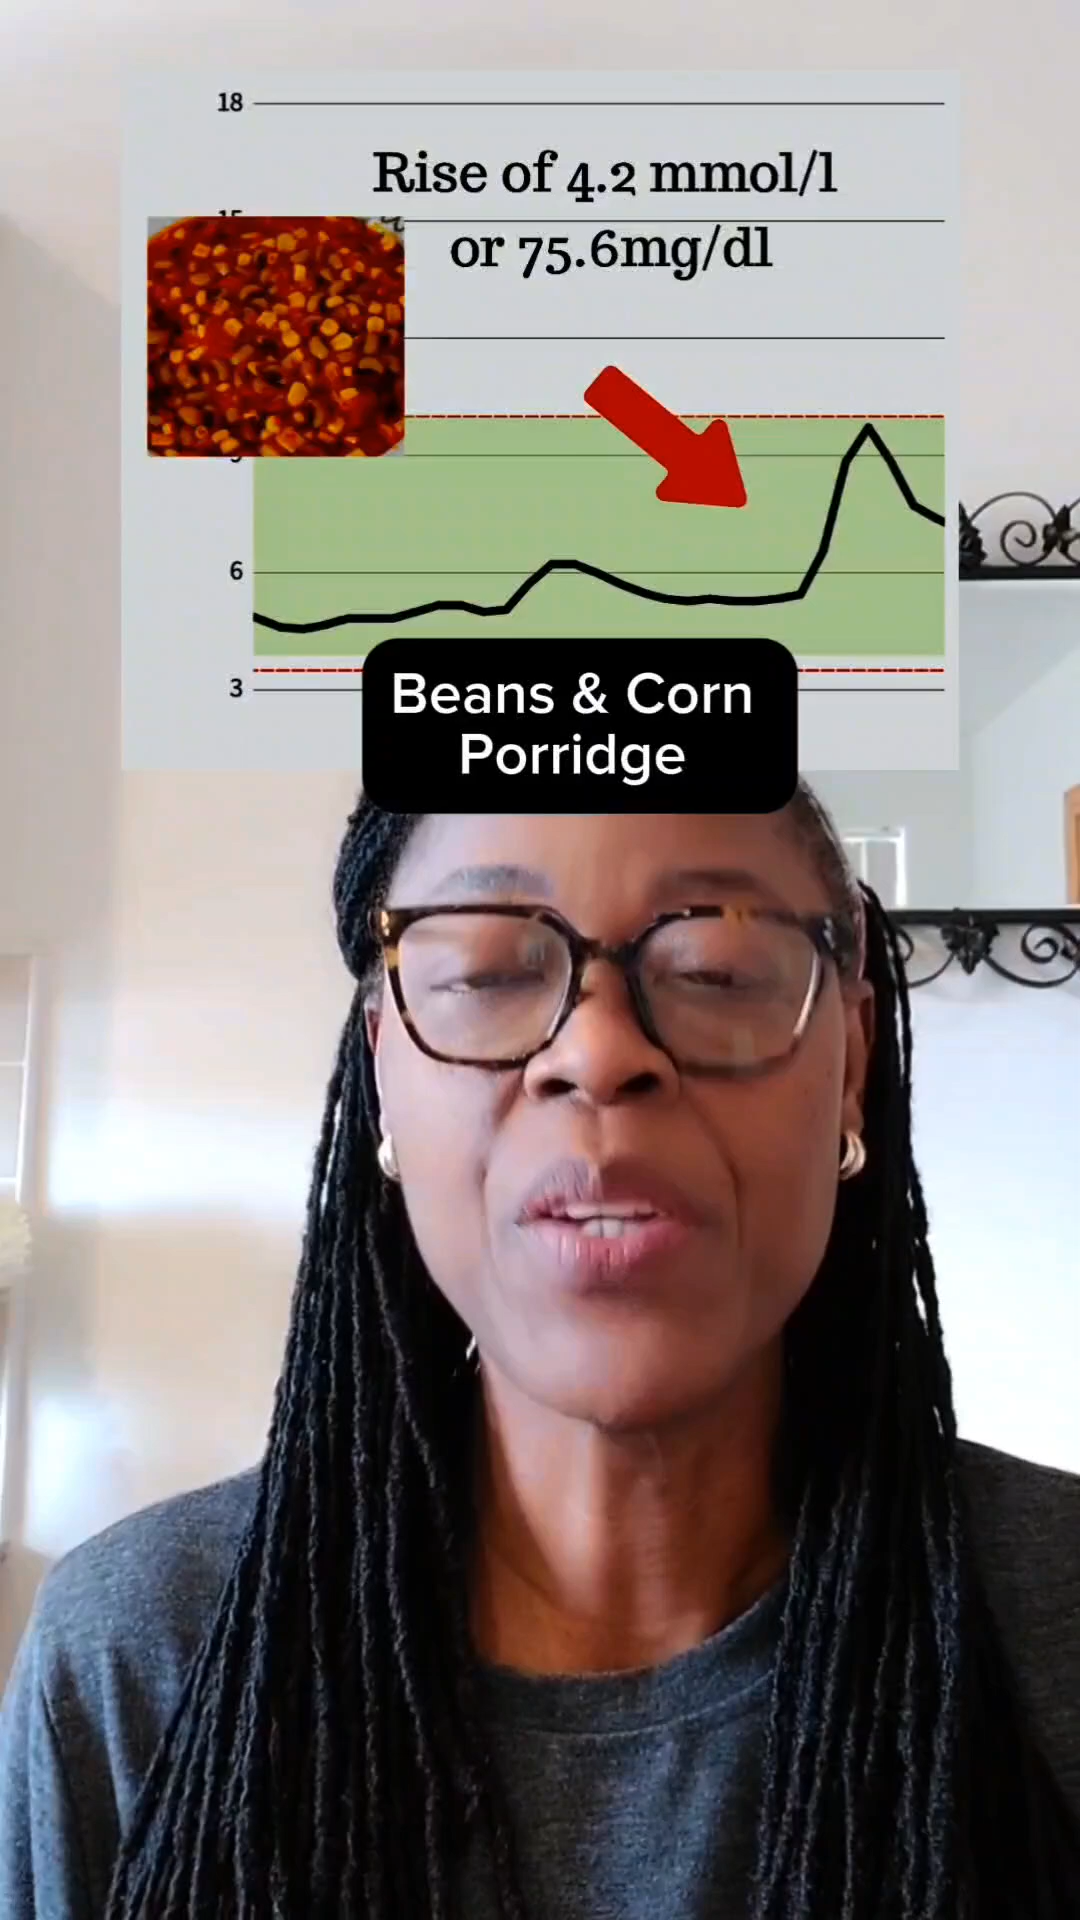 18
Rise of 4.2 mmol/l
or 75.6mg/dl
6
3
Beans & Corn
Porridge